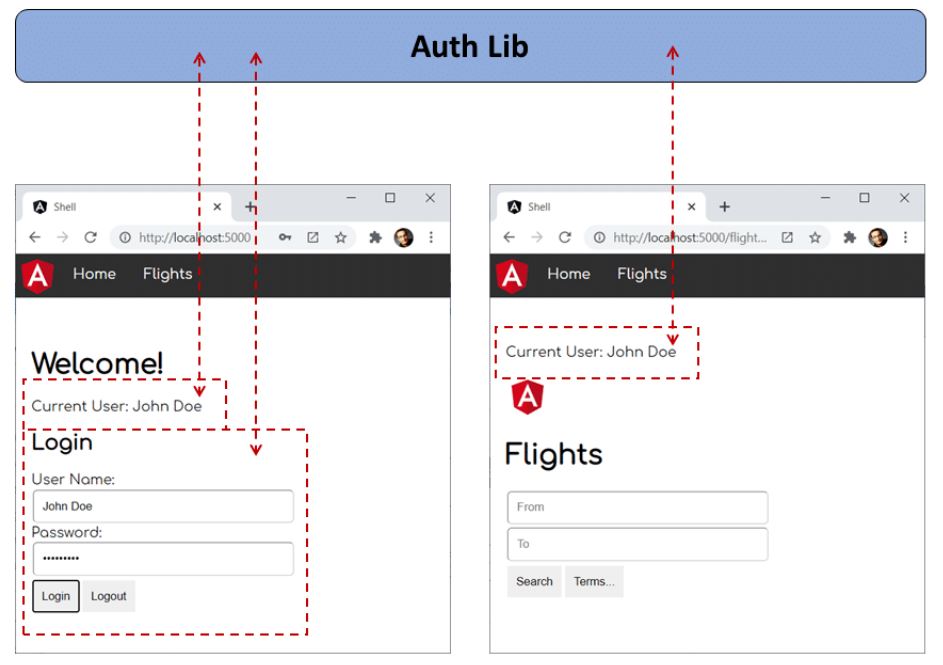 Auth Lib
Shell
http://localhost:5000
Home Flights
Welcome!
Current User: John Doe
Login
User Name:
John Doe
Password:
•••••••••
Login Logout
Shell
http://localhost:5000/flight...
Home Flights
Current User: John Doe
Flights
From
To
Search Terms...